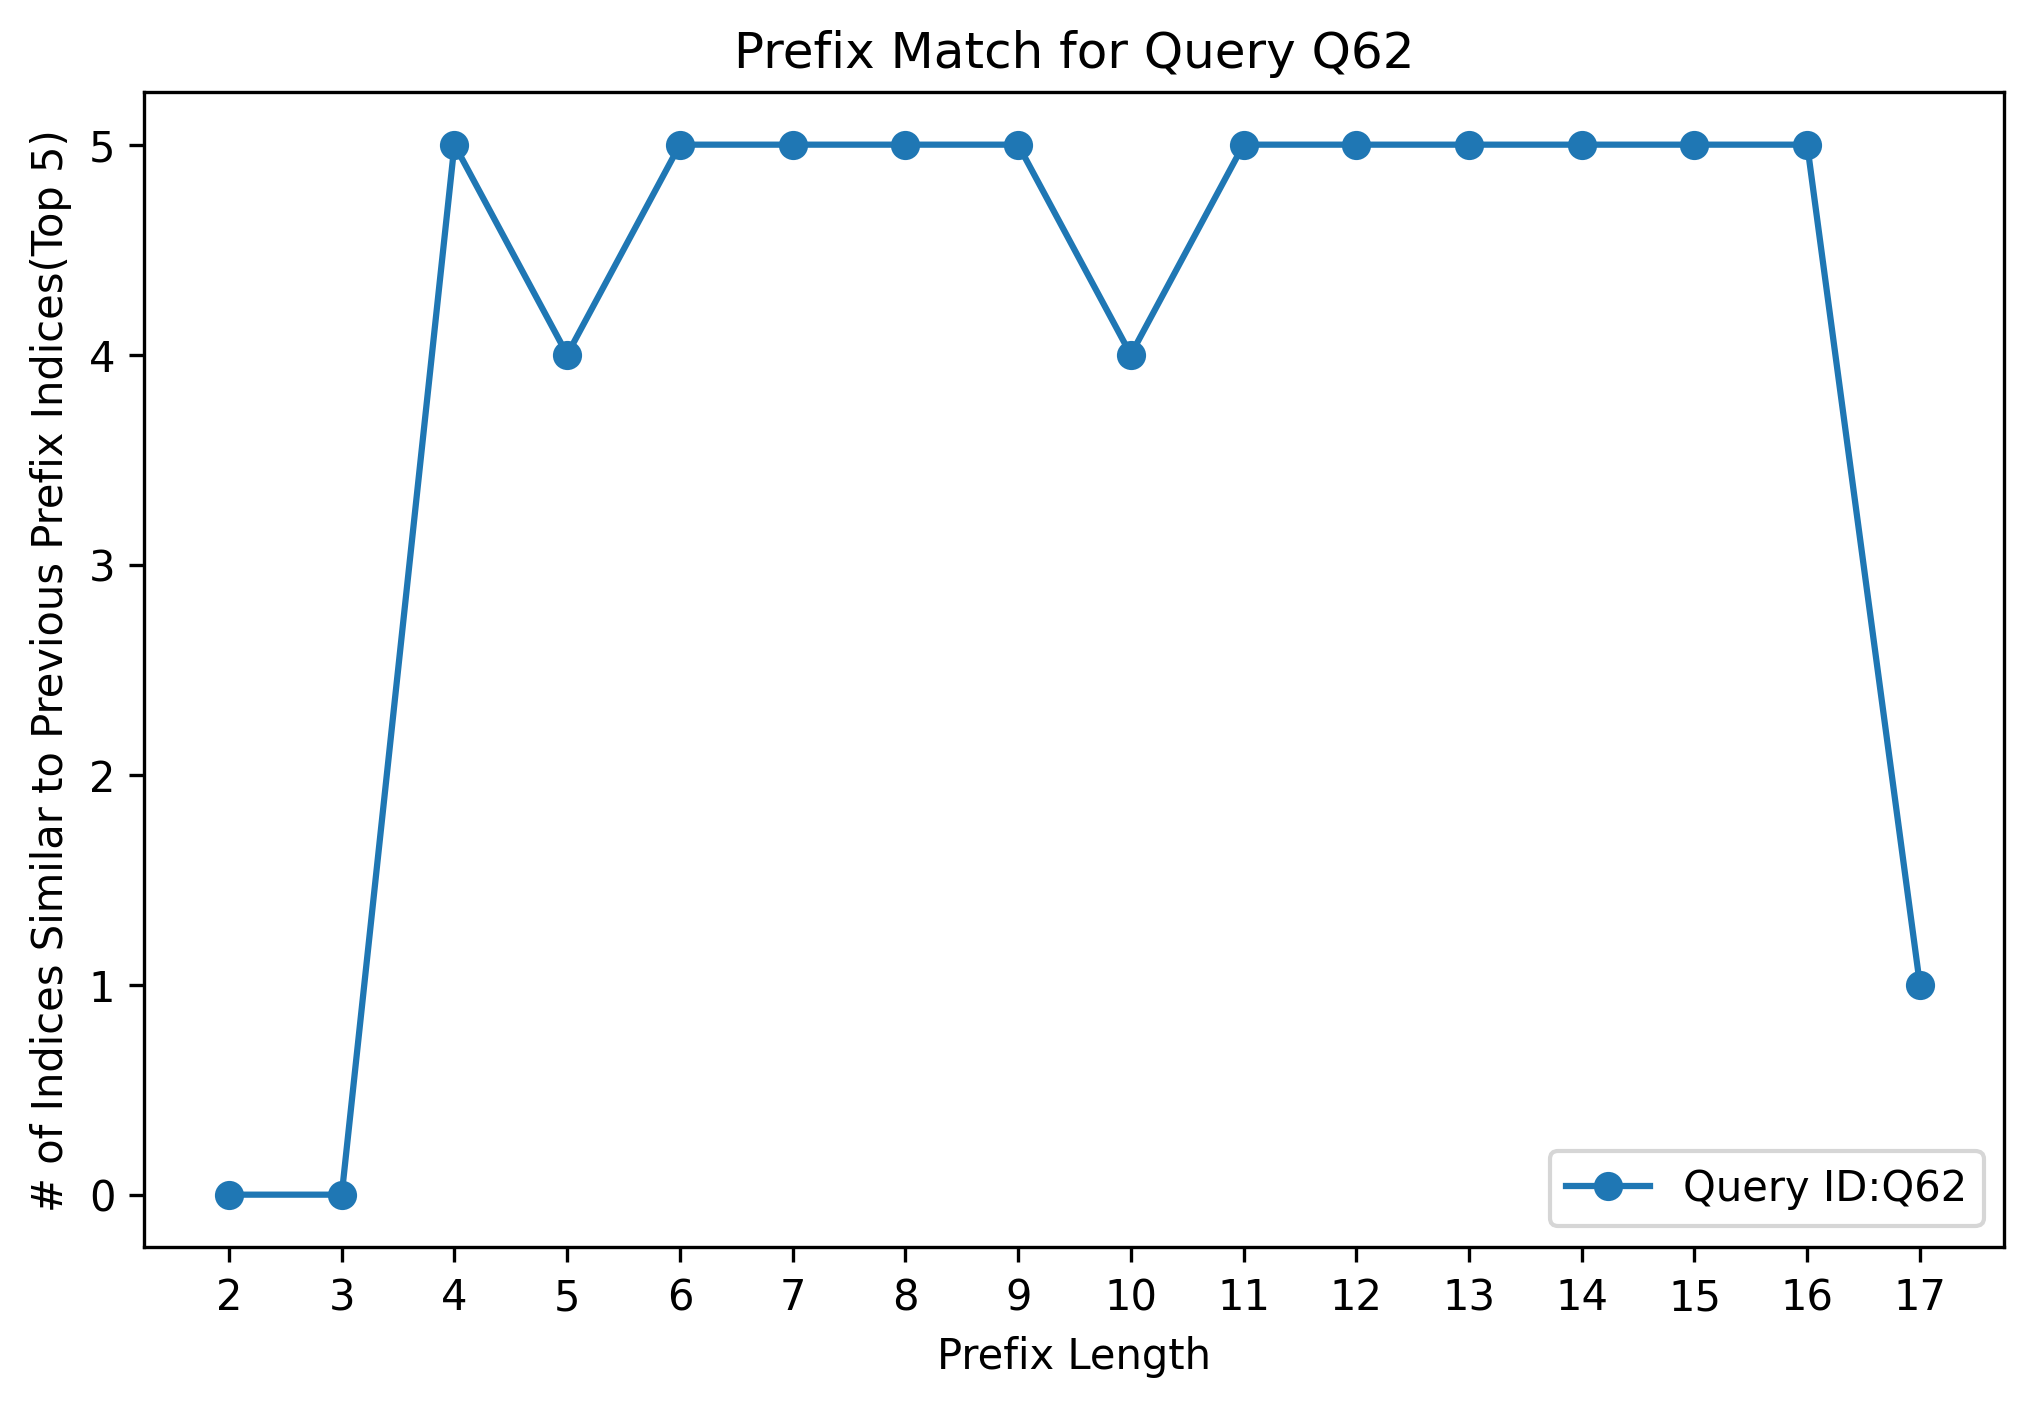 Prefix Match for Query Q62
# of Indices Similar to Previous Prefix Indices(Top 5)
5
4
3
2
1
0
Query ID:Q62
2 3 4 5 6 7 8 9 10 11 12 13 14 15 16 17
Prefix Length